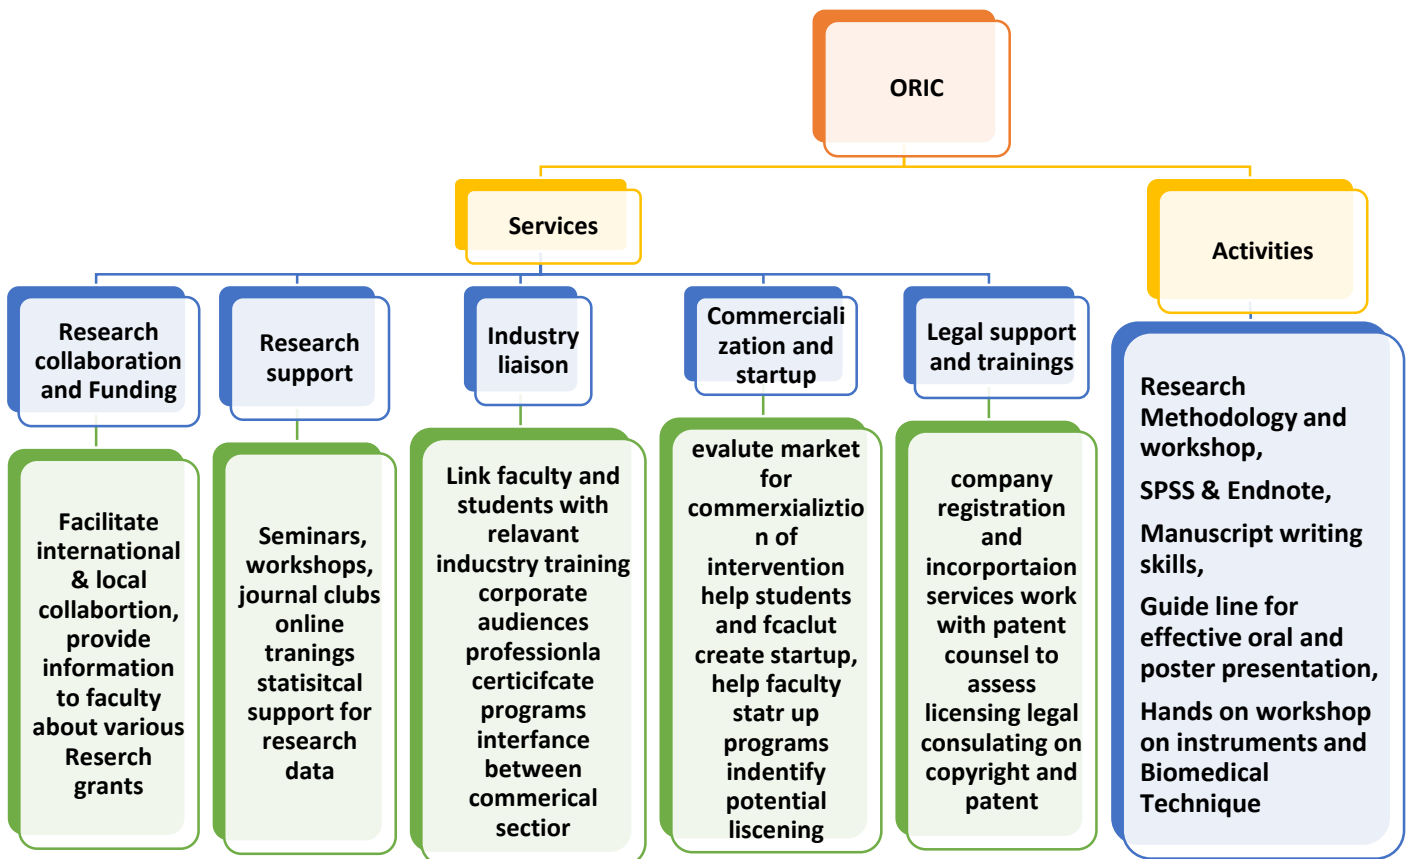 ORIC
Services
Activities
Research
collaboration
and Funding
Research
support
Industry
liaison
Commerciali
zation and
startup
Legal support
and trainings
Facilitate
international
& local
collabortion,
provide
information
to faculty
about various
Reserch
grants
Seminars,
workshops,
journal clubs
online
tranings
statisitcal
support for
research
data
Link faculty and
students with
relavant
inducstry training
corporate
audiences
professionla
certicifcate
programs
interfance
between
commerical
sectior
evalute market
for
commerxializtio
n of
intervention
help students
and fcaclut
create startup,
help faculty
statr up
programs
indentify
potential
liscening
company
registration
and
incorportaion
services work
with patent
counsel to
assess
licensing legal
consulating on
copyright and
patent
Research
Methodology and
workshop,
SPSS & Endnote,
Manuscript writing
skills,
Guide line for
effective oral and
poster presentation,
Hands on workshop
on instruments and
Biomedical
Technique